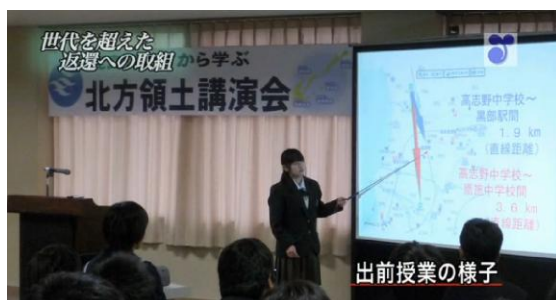 世代を超えた
返還への取組
から学ぶ
北方領土講演会
高志野中学校～
黒部駅間
1.9 km
(直線距離)
高志野中学校～
中学校間
3.6 km
(直線距離)
出前授業の様子